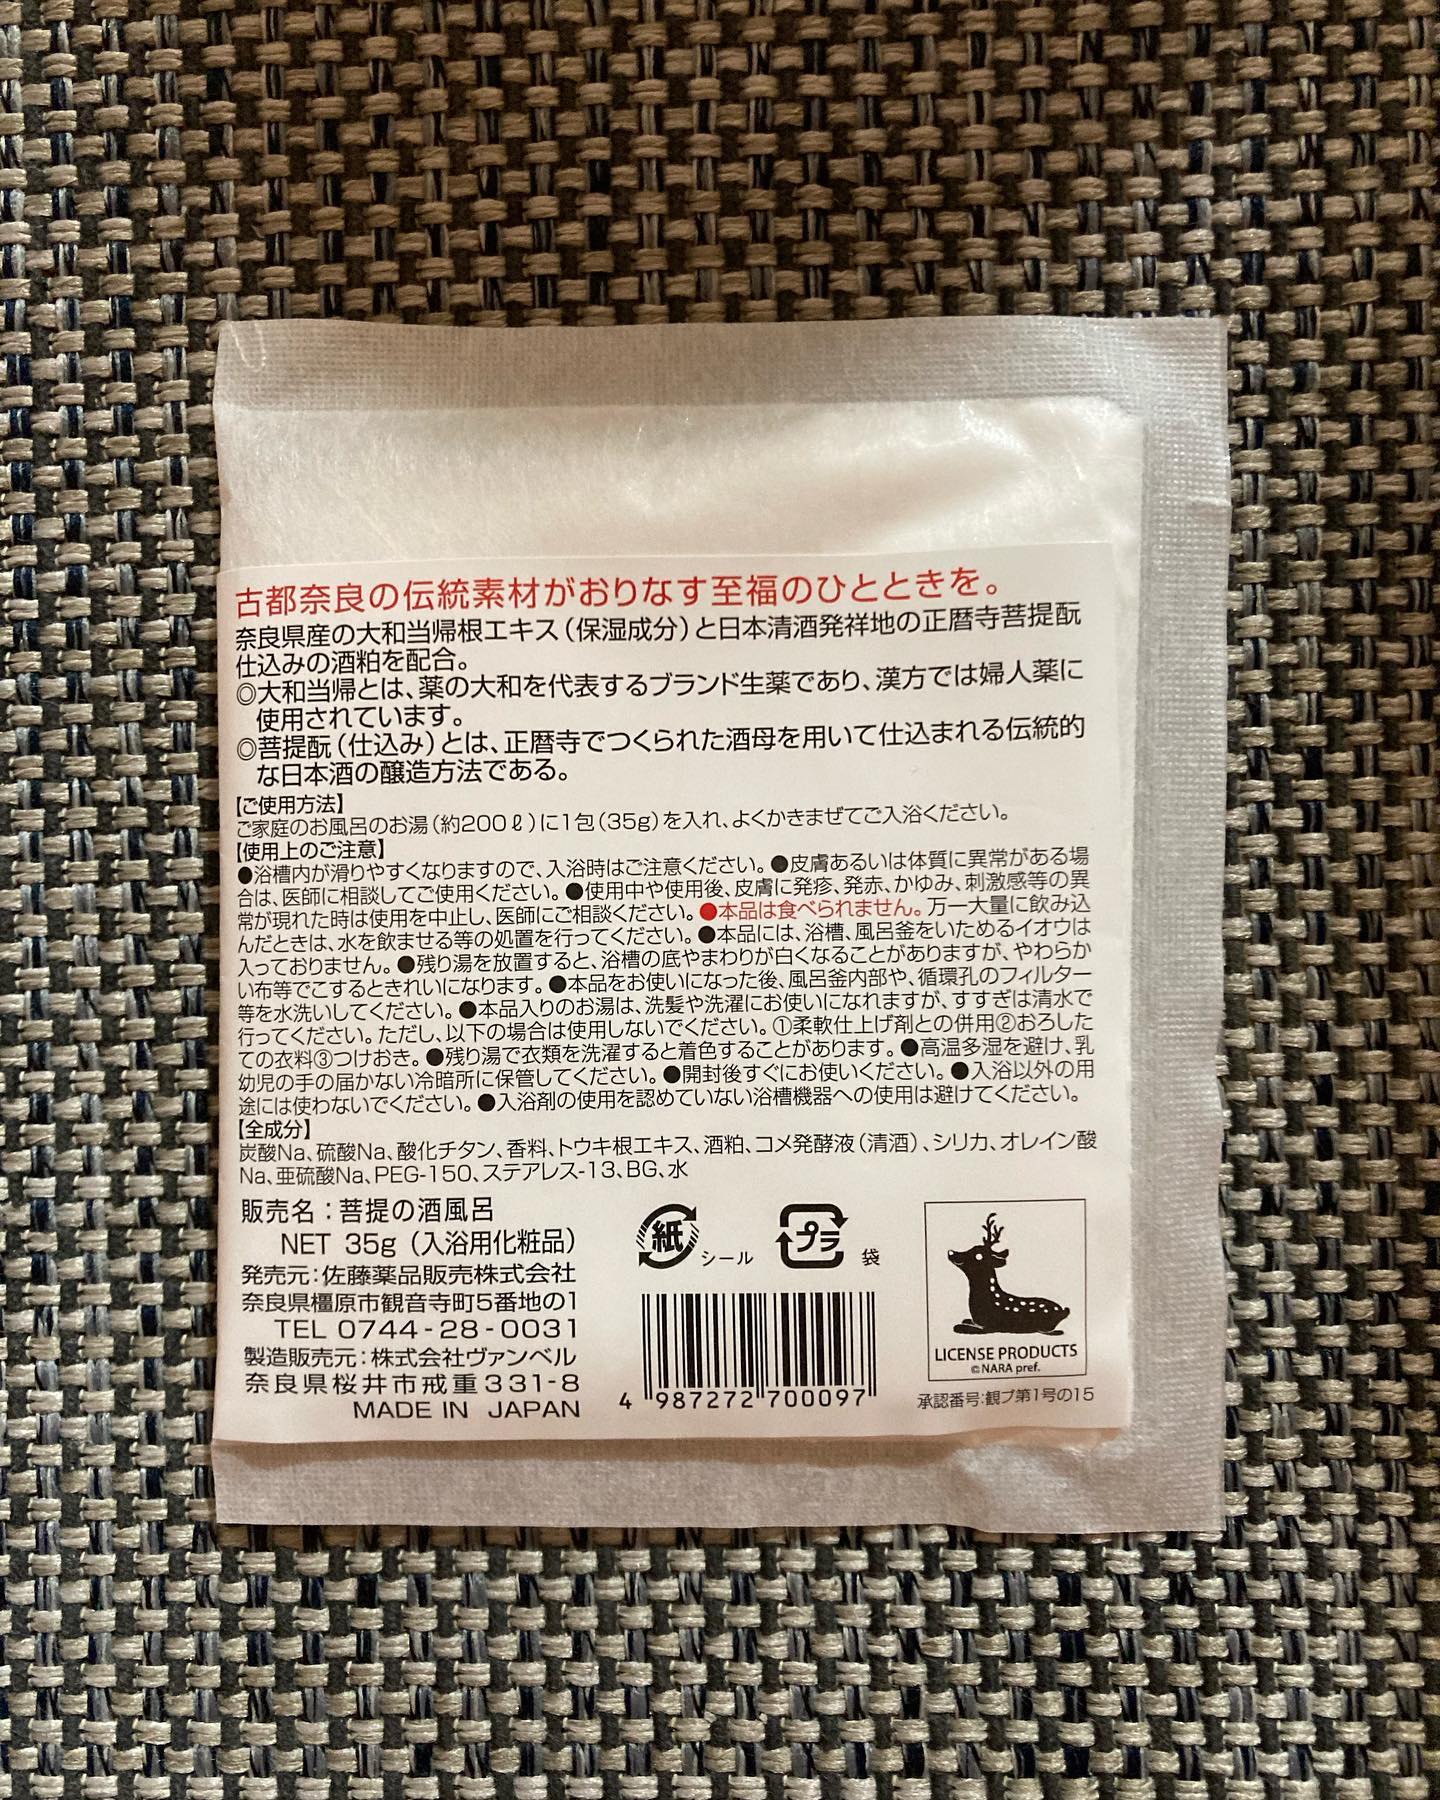 古都奈良の伝統素材がおりなす至福のひとときを。
奈良県産の大和当帰根エキス（保湿成分）と日本清酒発祥地の正暦寺菩提酛
仕込みの酒粕を配合。
◎大和当帰とは、薬の大和を代表するブランド生薬であり、漢方では婦人薬に
使用されています。
◎菩提酛（仕込み）とは、正暦寺でつくられた酒母を用いて仕込まれる伝統的
な日本酒の醸造方法である。
【ご使用方法】
ご家庭のお風呂のお湯（約200ℓ）に1包（35g）を入れ、よくかきまぜてご入浴ください。
【使用上のご注意】
●浴槽内が滑りやすくなりますので、入浴時はご注意ください。●皮膚あるいは体質に異常がある場
合は、医師に相談してご使用ください。●使用中や使用後、皮膚に発疹、発赤、かゆみ、刺激感等の異
常が現れた時は使用を中止し、医師にご相談ください。●本品は食べられません。万一大量に飲み込
んだときは、水を飲ませる等の処置を行ってください。●本品には、浴槽、風呂釜をいためるイオウは
入っておりません。●残り湯を放置すると、浴槽の底やまわりが白くなることがありますが、やわらか
い布等でこするときれいになります。●本品をお使いになった後、風呂釜内部や、循環孔のフィルター
等を水洗いしてください。●本品入りのお湯は、洗髪や洗濯にお使いになれますが、すすぎは清水で
行ってください。ただし、以下の場合は使用しないでください。①柔軟仕上げ剤との併用②おろした
ての衣料③つけおき。●残り湯で衣類を洗濯すると着色することがあります。●高温多湿を避け、乳
幼児の手の届かない冷暗所に保管してください。●開封後すぐにお使いください。●入浴以外の用
途には使わないでください。●入浴剤の使用を認めていない浴槽機器への使用は避けてください。
【全成分】
炭酸Na、硫酸Na、酸化チタン、香料、トウキ根エキス、酒粕、コメ発酵液（清酒）、シリカ、オレイン酸
Na、亜硫酸Na、PEG-150、ステアレス-13、BG、水
販売名：菩提の酒風呂
NET 35g（入浴用化粧品）
発売元：佐藤薬品販売株式会社
奈良県橿原市観音寺町5番地の1
TEL 0744-28-0031
製造販売元：株式会社ヴァンベル
奈良県桜井市戒重331-8
MADE IN JAPAN
紙 シール
プラ 袋
4 987272 700097
LICENSE PRODUCTS
©NARA pref.
承認番号:観プ第1号の15